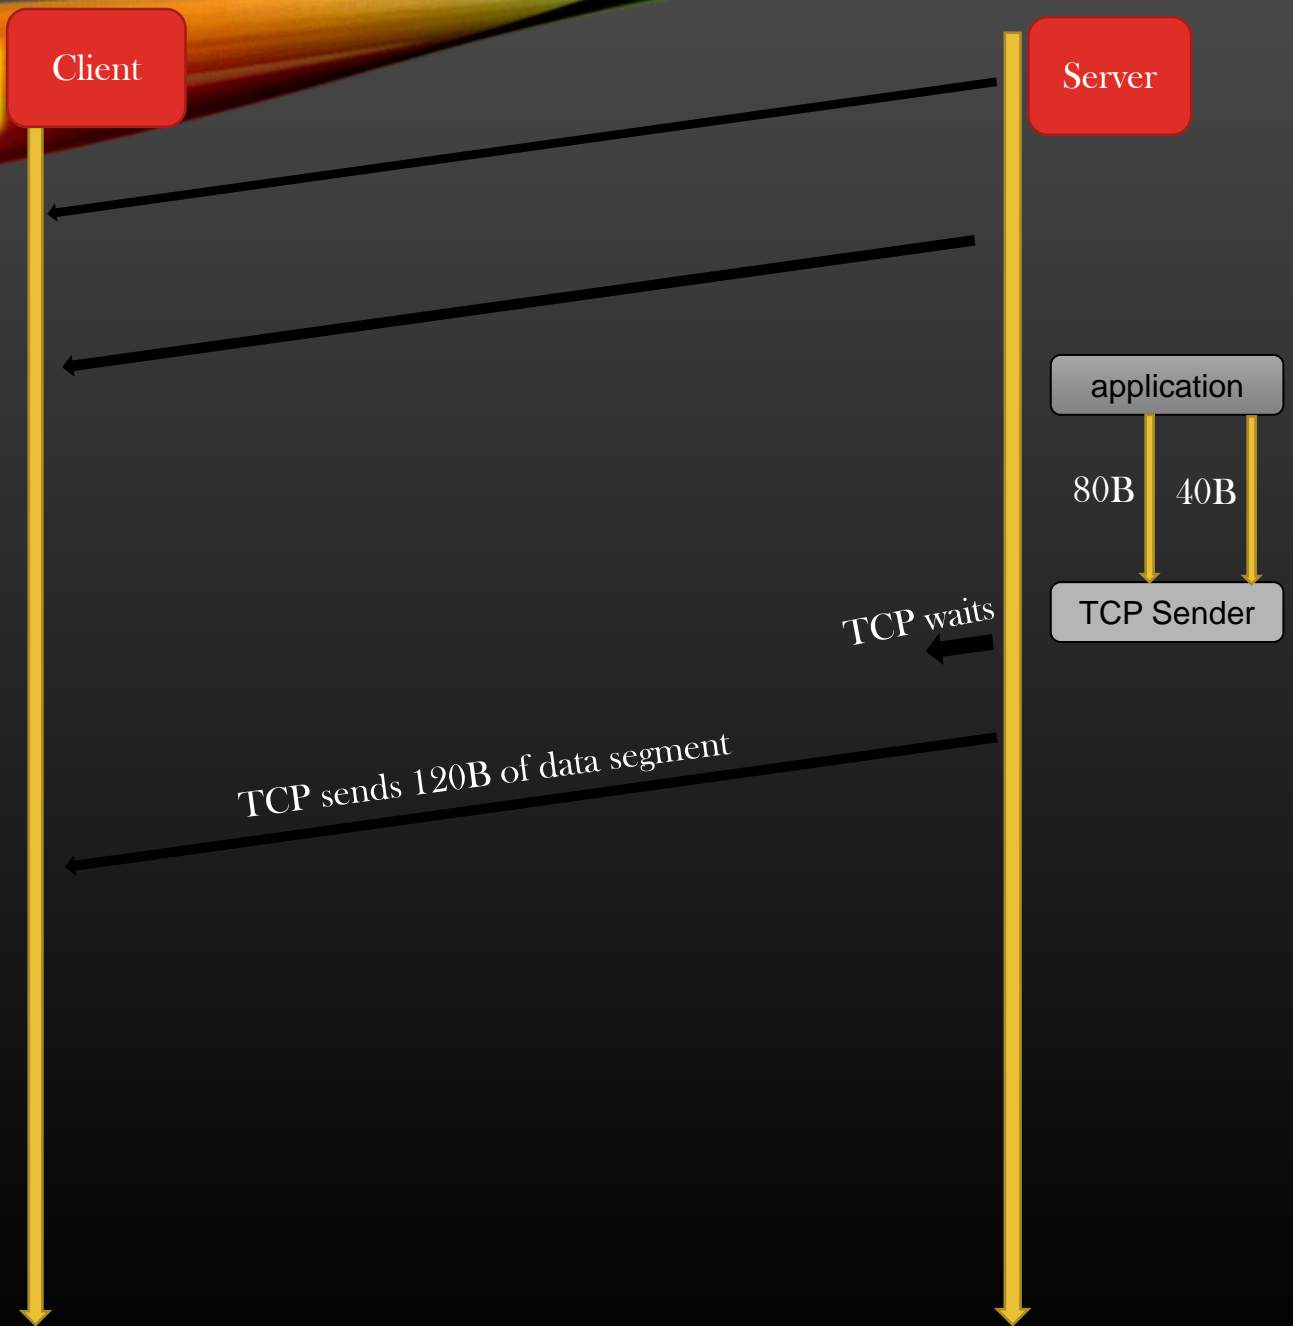 Client
Server
application
80B
40B
TCP Sender
TCP waits
TCP sends 120B of data segment